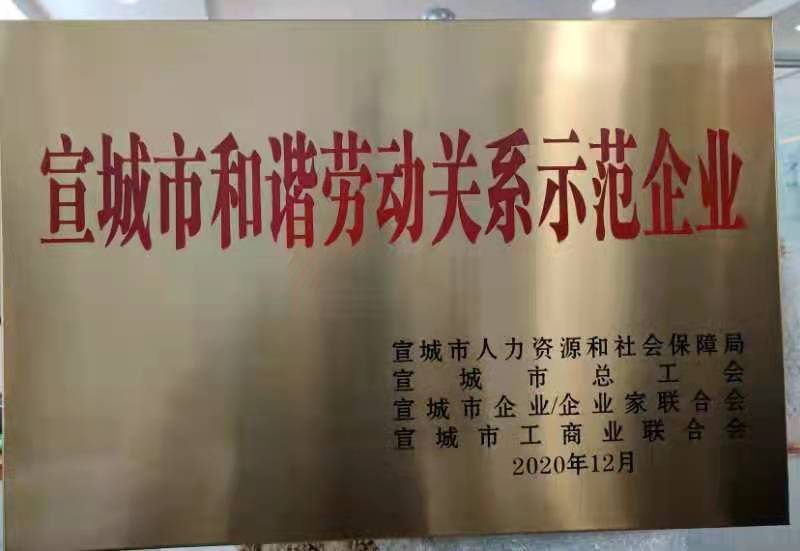 宣城市和谐劳动关系示范企业
宣城市人力资源和社会保障局
宣城市总工会
宣城市企业/企业家联合会
宣城市工商业联合会
2020年12月